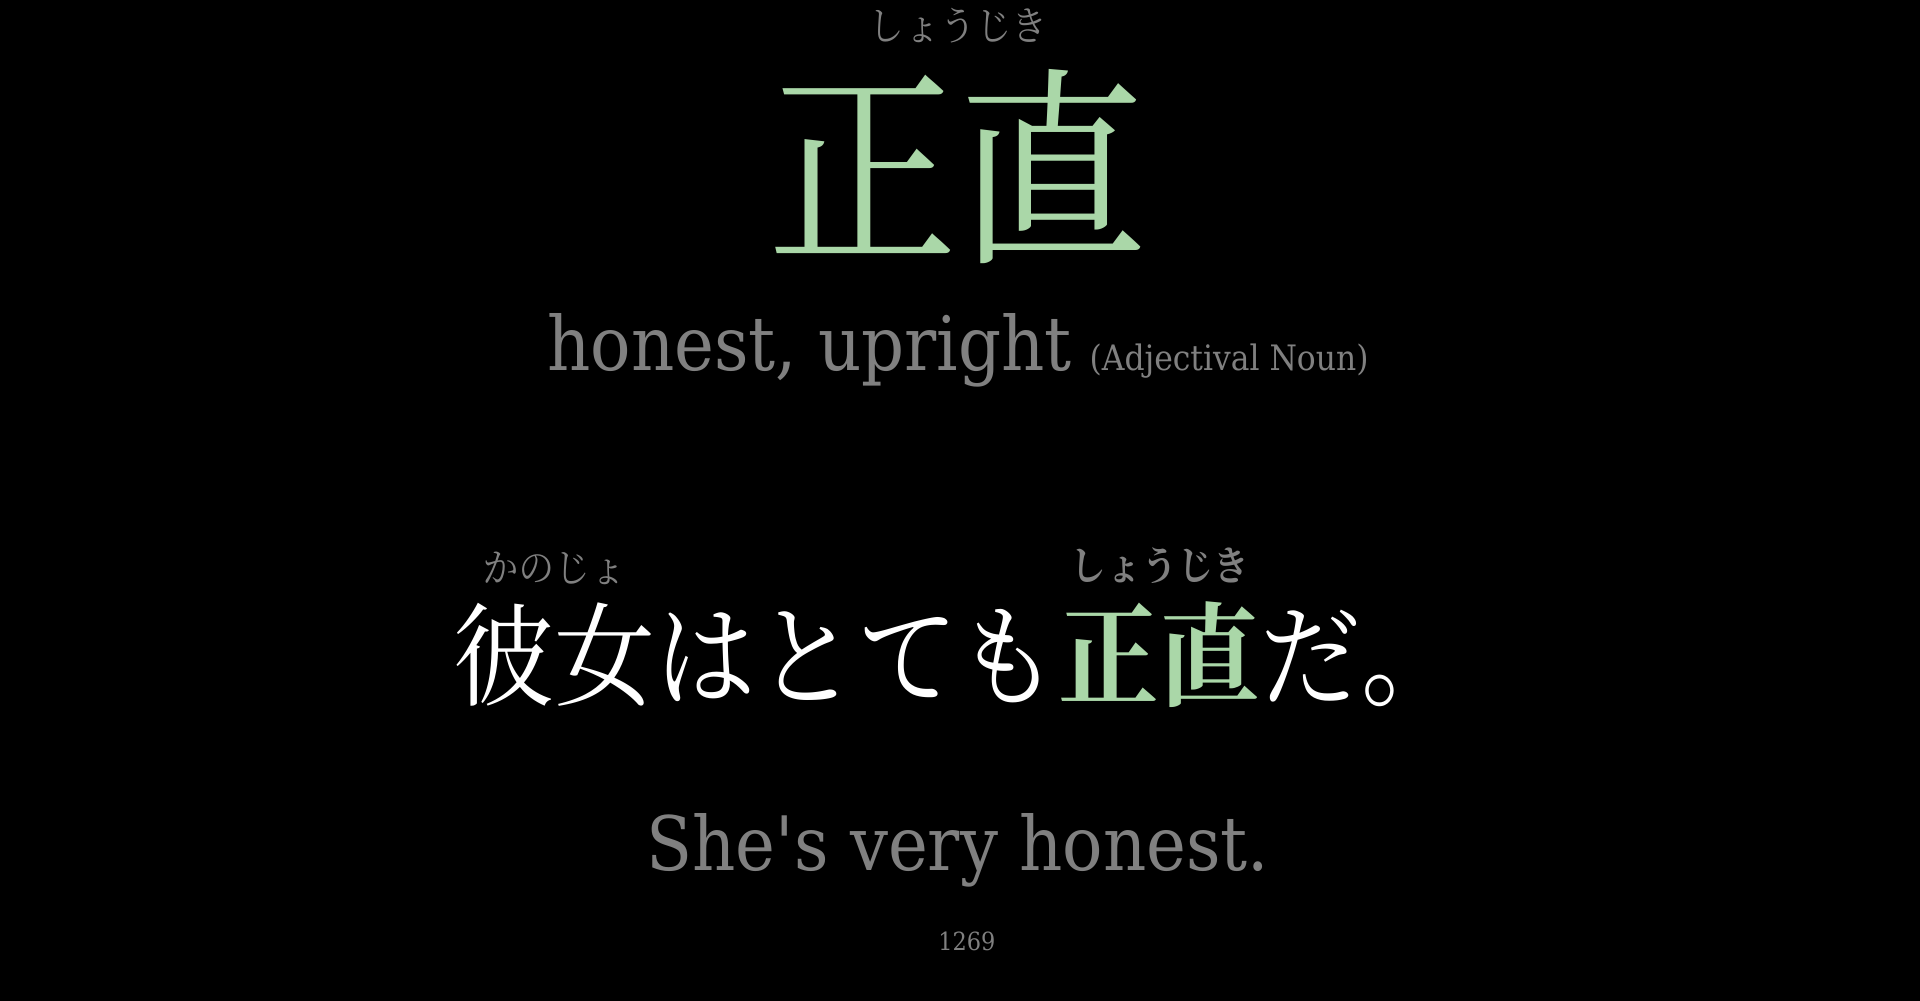 しょうじき
正直
honest, upright (Adjectival Noun)
かのじょ しょうじき
彼女はとても正直だ。
She's very honest.
1269